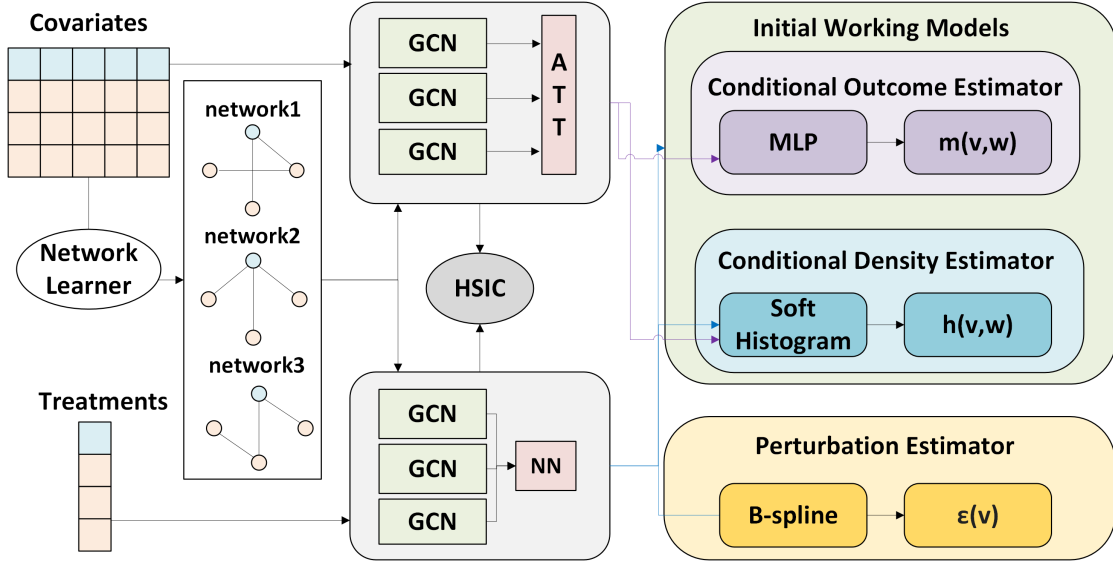 Covariates
Network
Learner
Treatments
network1
network2
network3
GCN
GCN
GCN
A
T
T
HSIC
GCN
GCN
GCN
NN
Initial Working Models
Conditional Outcome Estimator
MLP
m(v,w)
Conditional Density Estimator
Soft
Histogram
h(v,w)
Perturbation Estimator
B-spline
ε(v)